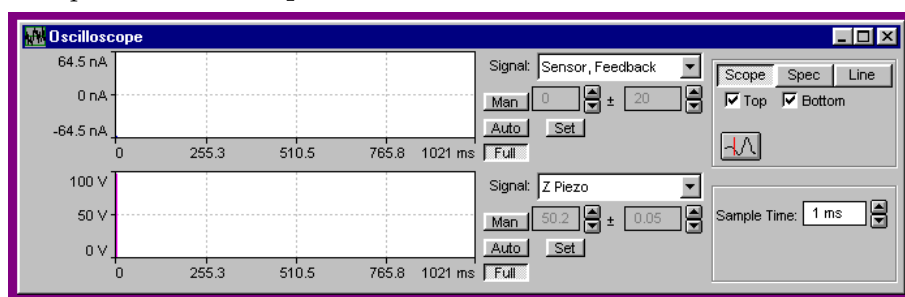 Oscilloscope
64.5 nA
0 nA
-64.5 nA
0 255.3 510.5 765.8 1021 ms
Signal: Sensor, Feedback
Man 0 ± 20
Auto Set
Full
Scope Spec Line
Top Bottom
100 V
50 V
0 V
0 255.3 510.5 765.8 1021 ms
Signal: Z Piezo
Man 50.2 ± 0.05
Auto Set
Full
Sample Time: 1 ms